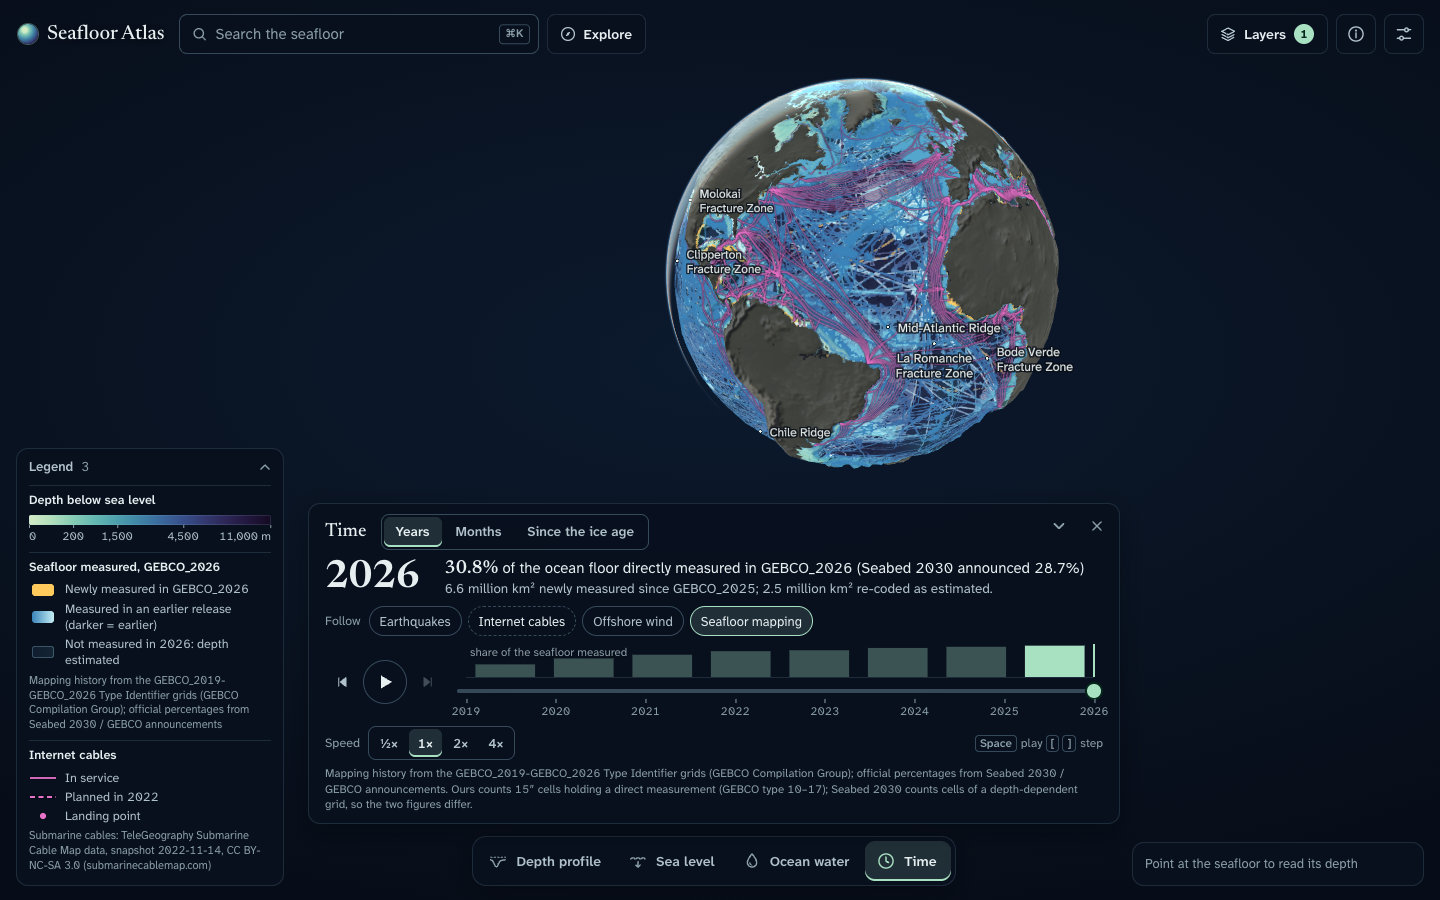 Seafloor Atlas
Search the seafloor
⌘K
Explore
Layers 1
Molokai
Fracture Zone
Clipperton
Fracture Zone
Mid-Atlantic Ridge
La Romanche
Fracture Zone
Bode Verde
Fracture Zone
Chile Ridge
Legend 3
Depth below sea level
0 200 1,500 4,500 11,000 m
Seafloor measured, GEBCO_2026
Newly measured in GEBCO_2026
Measured in an earlier release
(darker = earlier)
Not measured in 2026: depth
estimated
Mapping history from the GEBCO_2019-
GEBCO_2026 Type Identifier grids (GEBCO
Compilation Group); official percentages from
Seabed 2030 / GEBCO announcements
Internet cables
In service
Planned in 2022
Landing point
Submarine cables: TeleGeography Submarine
Cable Map data, snapshot 2022-11-14, CC BY-
NC-SA 3.0 (submarinecablemap.com)
Time
Years Months Since the ice age
2026
30.8% of the ocean floor directly measured in GEBCO_2026 (Seabed 2030 announced 28.7%)
6.6 million km² newly measured since GEBCO_2025; 2.5 million km² re-coded as estimated.
Follow Earthquakes Internet cables Offshore wind Seafloor mapping
share of the seafloor measured
2019 2020 2021 2022 2023 2024 2025 2026
Speed ½× 1× 2× 4×
Space play [ ] step
Mapping history from the GEBCO_2019-GEBCO_2026 Type Identifier grids (GEBCO Compilation Group); official percentages from Seabed 2030 /
GEBCO announcements. Ours counts 15″ cells holding a direct measurement (GEBCO type 10–17); Seabed 2030 counts cells of a depth-dependent
grid, so the two figures differ.
Depth profile Sea level Ocean water Time
Point at the seafloor to read its depth